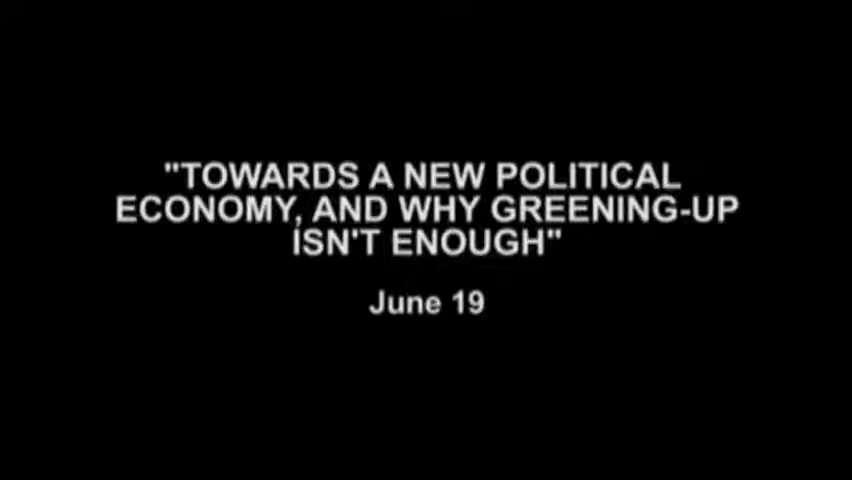 "TOWARDS A NEW POLITICAL
ECONOMY, AND WHY GREENING-UP
ISN'T ENOUGH"
June 19